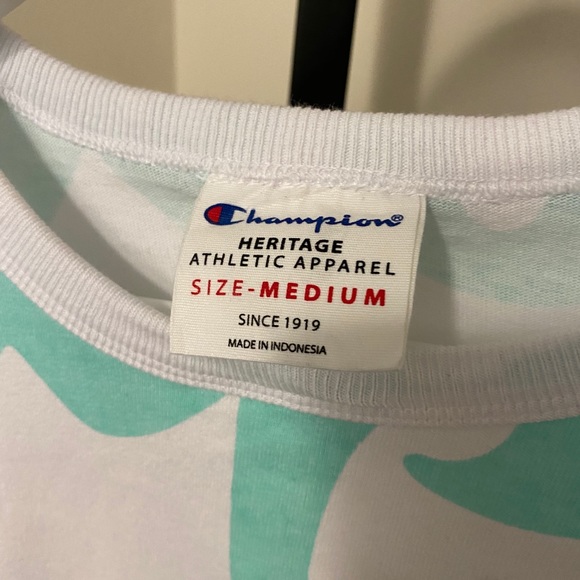 Champion®
HERITAGE
ATHLETIC APPAREL
SIZE-MEDIUM
SINCE 1919
MADE IN INDONESIA